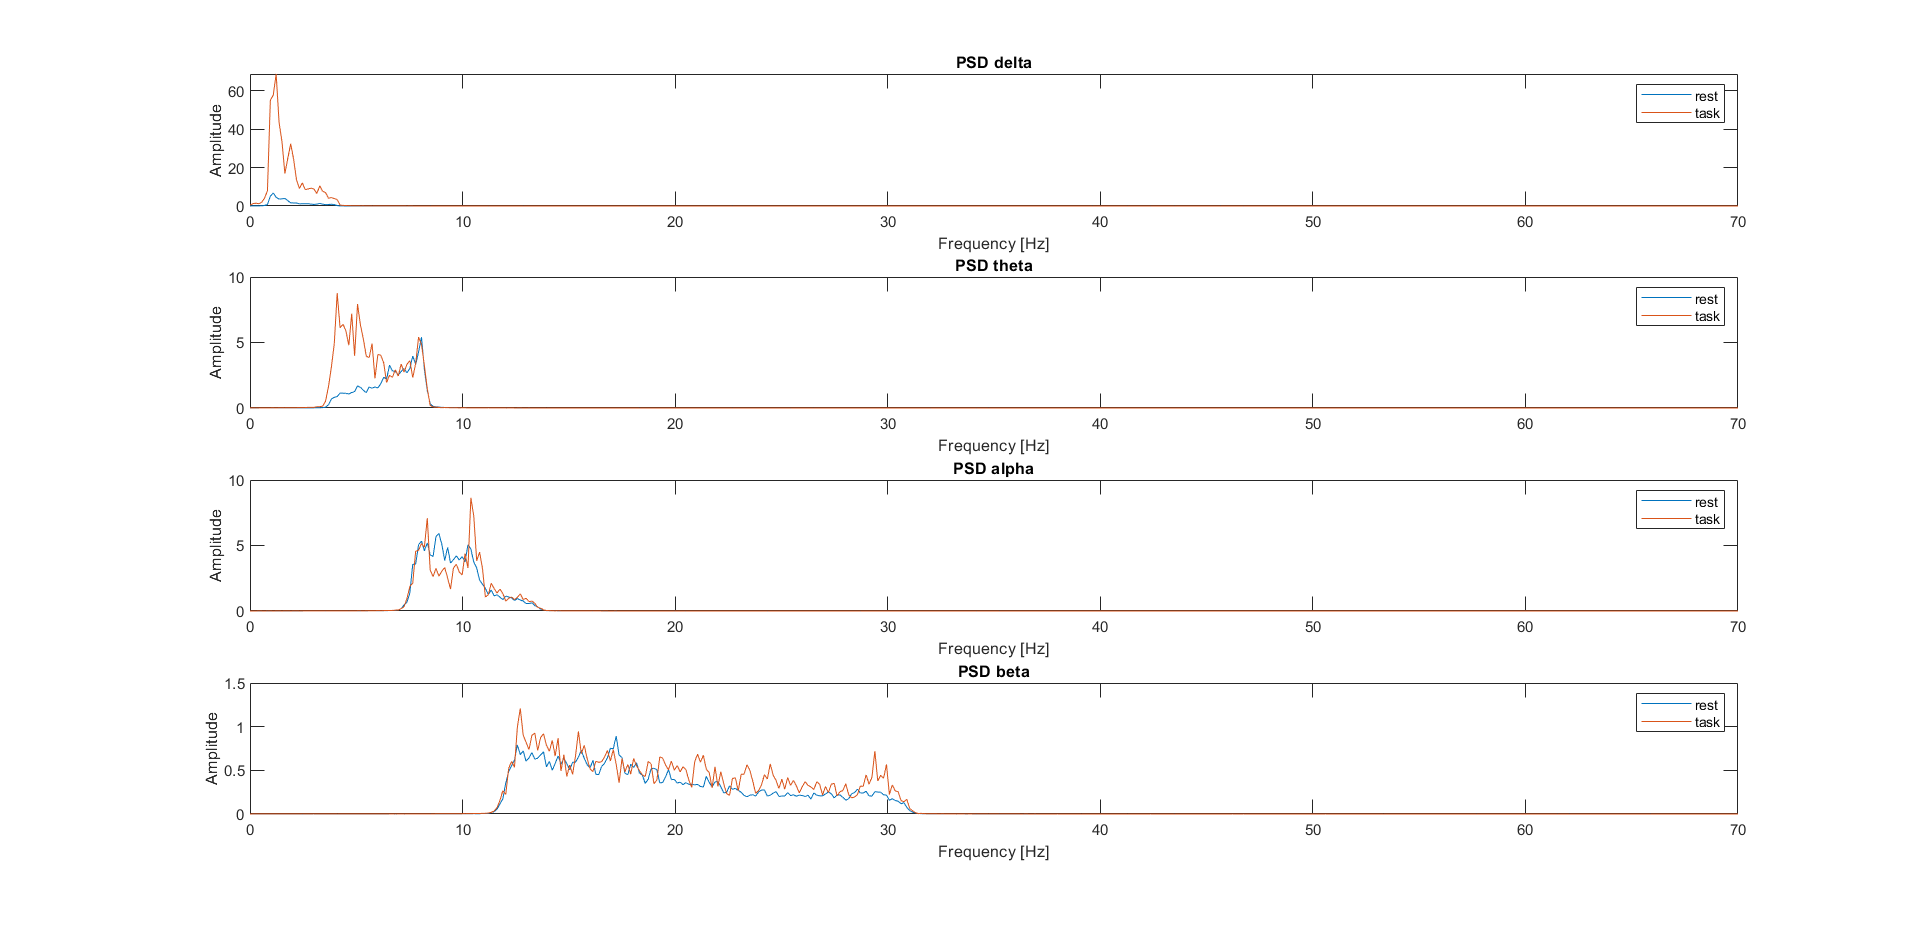 PSD delta
Amplitude
60
40
20
0
rest
task
0 10 20 30 40 50 60 70
Frequency [Hz]
PSD theta
Amplitude
10
5
0
rest
task
0 10 20 30 40 50 60 70
Frequency [Hz]
PSD alpha
Amplitude
10
5
0
rest
task
0 10 20 30 40 50 60 70
Frequency [Hz]
PSD beta
Amplitude
1.5
1
0.5
0
rest
task
0 10 20 30 40 50 60 70
Frequency [Hz]